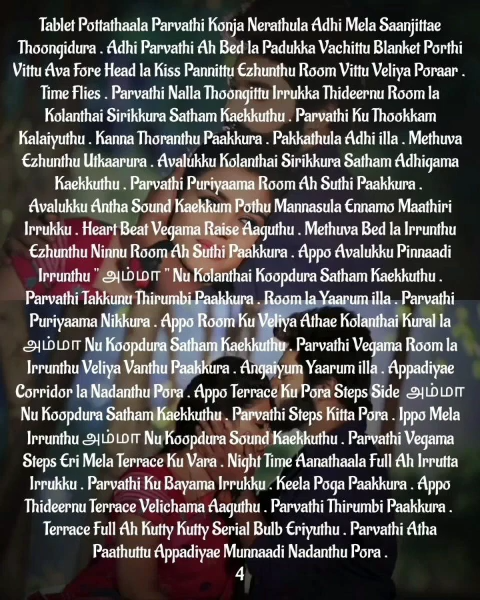 Tablet Pottathaala Parvathi Konja Nerathula Adhi Mela Saanjittae
Thoongidura . Adhi Parvathi Ah Bed la Padukka Vachittu Blanket Porthi
Vittu Ava Fore Head la Kiss Pannittu Ezhunthu Room Vittu Veliya Poraar .
Time Flies . Parvathi Nalla Thoongittu Irrukka Thideernu Room la
Kolanthai Sirikkura Satham Kaekkuthu . Parvathi Ku Thookkam
Kalaiyuthu . Kanna Thoranthu Paakkura . Pakkathula Adhi illa . Methuva
Ezhunthu Utkaarura . Avalukku Kolanthai Sirikkura Satham Adhigama
Kaekkuthu . Parvathi Puriyaama Room Ah Suthi Paakkura .
Avalukku Antha Sound Kaekkum Pothu Mannasula Ennamo Maathiri
Irrukku . Heart Beat Vegama Raise Aaguthu . Methuva Bed la Irrunthu
Ezhunthu Ninnu Room Ah Suthi Paakkura . Appo Avalukku Pinnaadi
Irrunthu " அம்மா " Nu Kolanthai Koopdura Satham Kaekkuthu .
Parvathi Takkunu Thirumbi Paakkura . Room la Yaarum illa . Parvathi
Puriyaama Nikkura . Appo Room Ku Veliya Athae Kolanthai Kural la
அம்மா Nu Koopdura Satham Kaekkuthu . Parvathi Vegama Room la
Irrunthu Veliya Vanthu Paakkura . Angaiyum Yaarum illa . Appadiyae
Corridor la Nadanthu Pora . Appo Terrace Ku Pora Steps Side அம்மா
Nu Koopdura Satham Kaekkuthu . Parvathi Steps Kitta Pora . Ippo Mela
Irrunthu அம்மா Nu Koopdura Sound Kaekkuthu . Parvathi Vegama
Steps Eri Mela Terrace Ku Vara . Night Time Aanathaala Full Ah Irrutta
Irrukku . Parvathi Ku Bayama Irrukku . Keela Poga Paakkura . Appo
Thideernu Terrace Velichama Aaguthu . Parvathi Thirumbi Paakkura .
Terrace Full Ah Kutty Kutty Serial Bulb Eriyuthu . Parvathi Atha
Paathuttu Appadiyae Munnaadi Nadanthu Pora .
4